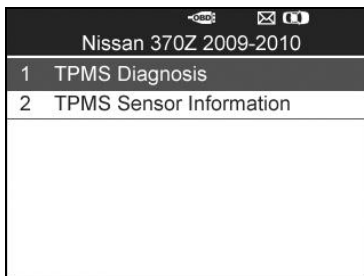 OBD
Nissan 370Z 2009-2010
1 TPMS Diagnosis
2 TPMS Sensor Information